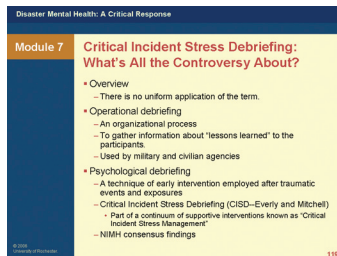 Disaster Mental Health: A Critical Response
Module 7
Critical Incident Stress Debriefing:
What's All the Controversy About?
▪ Overview
– There is no uniform application of the term.
▪ Operational debriefing
– An organizational process
– To gather information about "lessons learned" to the
participants.
– Used by military and civilian agencies
▪ Psychological debriefing
– A technique of early intervention employed after traumatic
events and exposures
– Critical Incident Stress Debriefing (CISD--Everly and Mitchell)
• Part of a continuum of supportive interventions known as "Critical
Incident Stress Management"
– NIMH consensus findings
University of Rochester